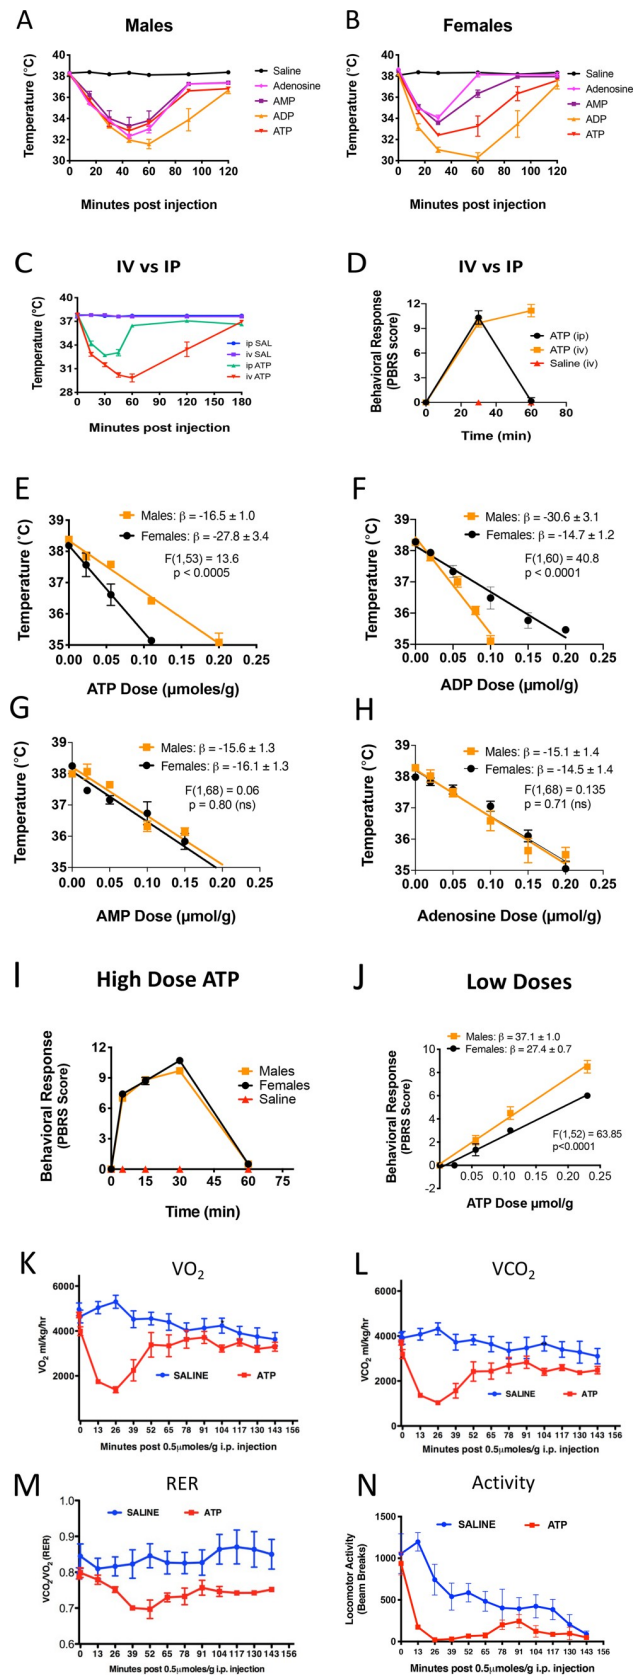 A
Males
Temperature (°C)
40
38
36
34
32
30
0 20 40 60 80 100 120
Minutes post injection
Saline
Adenosine
AMP
ADP
ATP
B
Females
Temperature (°C)
40
38
36
34
32
30
0 20 40 60 80 100 120
Minutes post injection
Saline
Adenosine
AMP
ADP
ATP
C
IV vs IP
Temperature (°C)
40
37
34
31
28
0 30 60 90 120 150 180
Minutes post injection
ip SAL
iv SAL
ip ATP
iv ATP
D
IV vs IP
Behavioral Response
(PBRS score)
12
9
6
3
0
0 20 40 60 80
Time (min)
ATP (ip)
ATP (iv)
Saline (iv)
E
Temperature (°C)
39
38
37
36
35
0.00 0.05 0.10 0.15 0.20 0.25
ATP Dose (µmoles/g)
Males: β = -16.5 ± 1.0
Females: β = -27.8 ± 3.4
F(1,53) = 13.6
p < 0.0005
F
Temperature (°C)
39
38
37
36
35
0.00 0.05 0.10 0.15 0.20 0.25
ADP Dose (µmol/g)
Males: β = -30.6 ± 3.1
Females: β = -14.7 ± 1.2
F(1,60) = 40.8
p < 0.0001
G
Temperature (°C)
39
38
37
36
35
0.00 0.05 0.10 0.15 0.20 0.25
AMP Dose (µmol/g)
Males: β = -15.6 ± 1.3
Females: β = -16.1 ± 1.3
F(1,68) = 0.06
p = 0.80 (ns)
H
Temperature (°C)
39
38
37
36
35
0.00 0.05 0.10 0.15 0.20 0.25
Adenosine Dose (µmol/g)
Males: β = -15.1 ± 1.4
Females: β = -14.5 ± 1.4
F(1,68) = 0.135
p = 0.71 (ns)
I
High Dose ATP
Behavioral Response
(PBRS Score)
12
9
6
3
0
0 15 30 45 60 75
Time (min)
Males
Females
Saline
J
Low Doses
Males: β = 37.1 ± 1.0
Females: β = 27.4 ± 0.7
Behavioral Response
(PBRS Score)
10
8
6
4
2
0
-2
0.05 0.10 0.15 0.20 0.25
F(1,52) = 63.85
p<0.0001
ATP Dose µmol/g
K
VO2
VO2 ml/kg/hr
6000
4000
2000
SALINE
ATP
0 13 26 39 52 65 78 91 104 117 130 143 156
Minutes post 0.5µmoles/g i.p. injection
L
VCO2
VCO2 ml/kg/hr
6000
4000
2000
0
SALINE
ATP
0 13 26 39 52 65 78 91 104 117 130 143 156
Minutes post 0.5µmoles/g i.p. injection
M
RER
VCO2/VO2 (RER)
1.0
0.9
0.8
0.7
0.6
SALINE
ATP
0 13 26 39 52 65 78 91 104 117 130 143 156
Minutes post 0.5µmoles/g i.p. injection
N
Activity
Locomotor Activity
(Beam Breaks)
1500
1000
500
0
SALINE
ATP
0 13 26 39 52 65 78 91 104 117 130 143 156
Minutes post 0.5µmoles/g i.p. injection